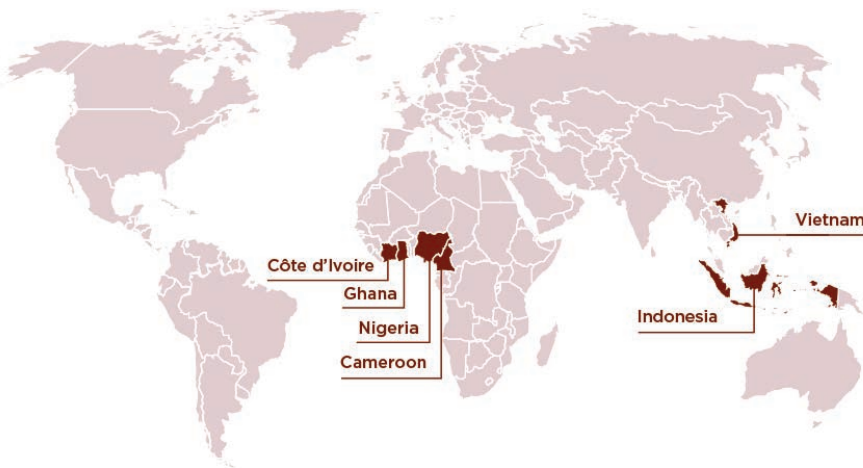 Vietnam
Côte d'Ivoire
Ghana
Indonesia
Nigeria
Cameroon